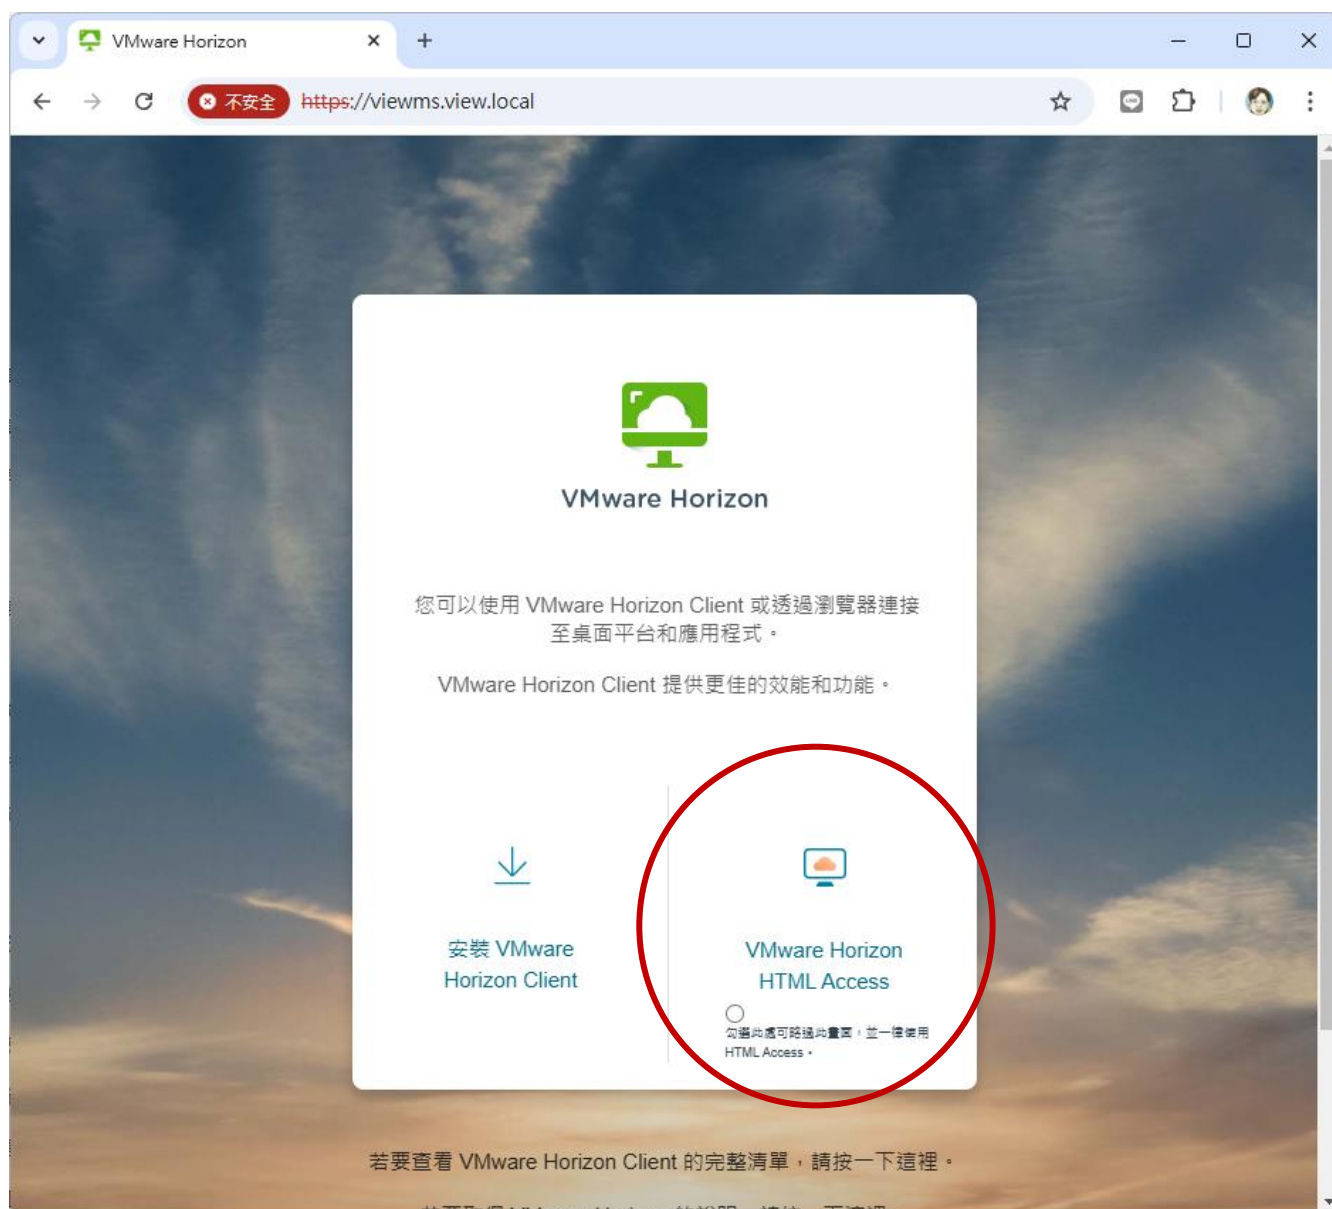 VMware Horizon
不安全 https://viewms.view.local
VMware Horizon
您可以使用 VMware Horizon Client 或透過瀏覽器連接
至桌面平台和應用程式。
VMware Horizon Client 提供更佳的效能和功能。
安裝 VMware
Horizon Client
VMware Horizon
HTML Access
勾選此處可略過此畫面，並一律使用
HTML Access。
若要查看 VMware Horizon Client 的完整清單，請按一下這裡。